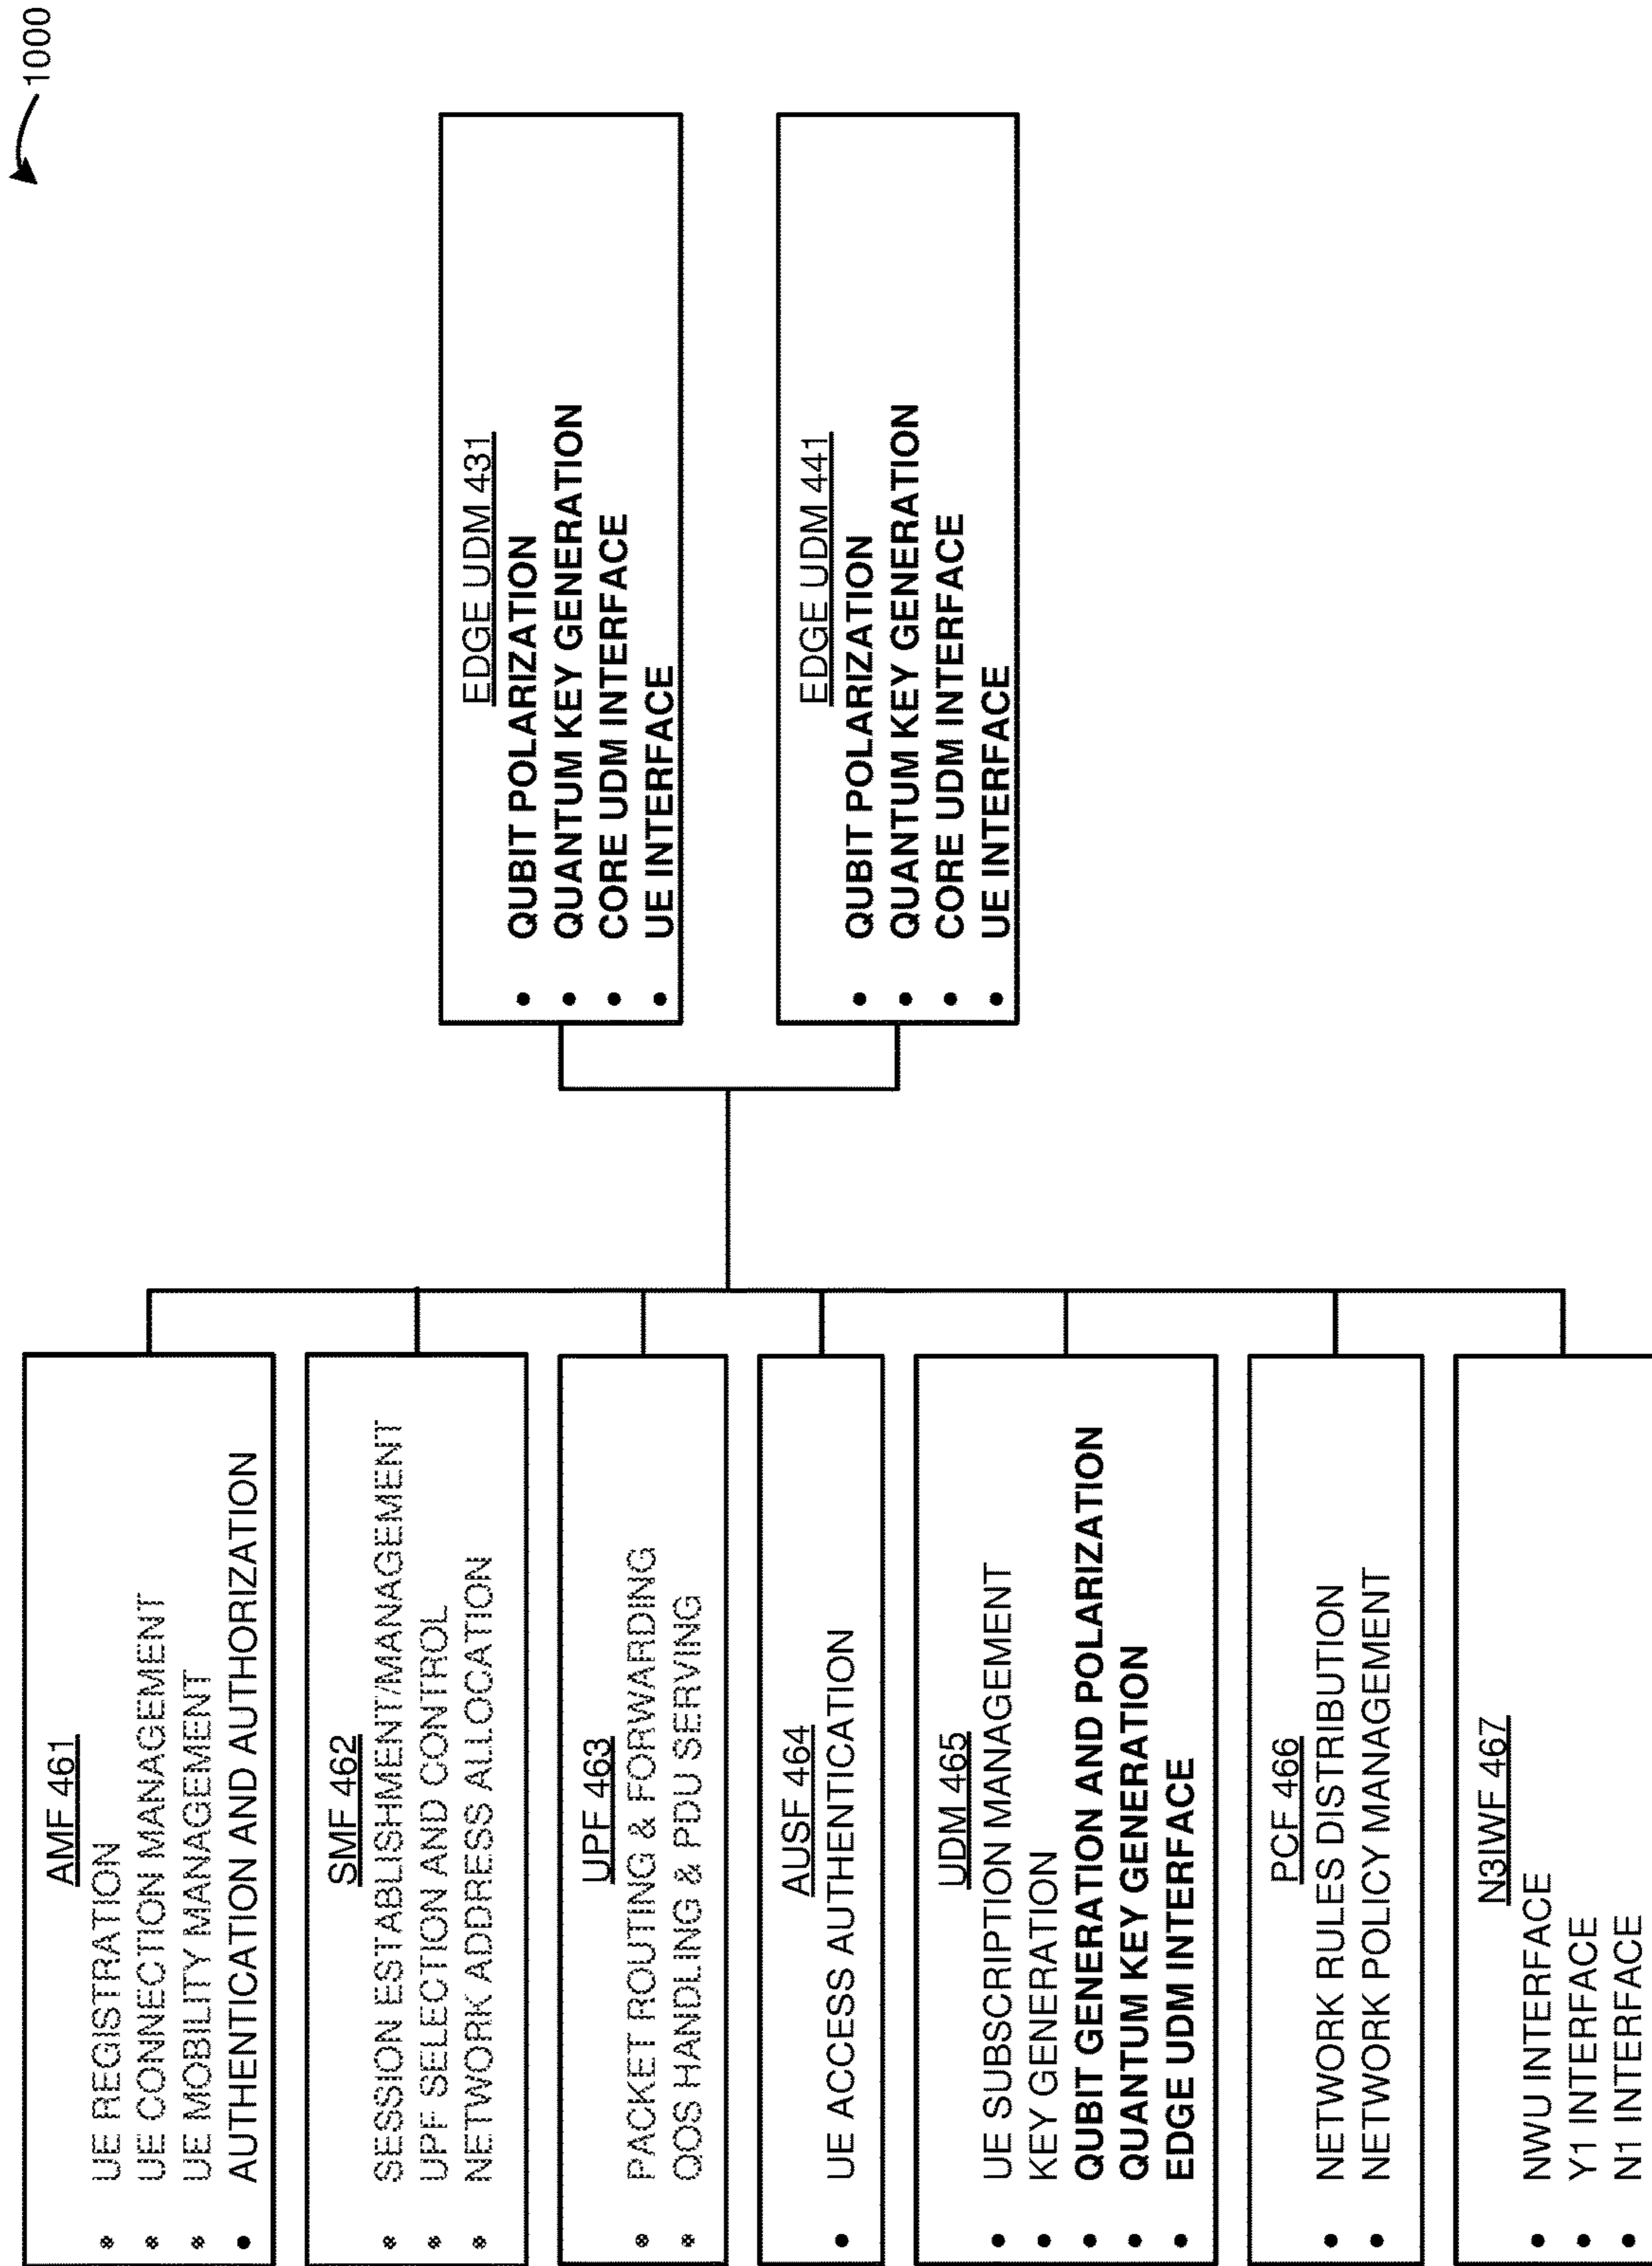 1000
AMF 461
• UE REGISTRATION
• UE CONNECTION MANAGEMENT
• UE MOBILITY MANAGEMENT
• AUTHENTICATION AND AUTHORIZATION
SMF 462
• SESSION ESTABLISHMENT/MANAGEMENT
• UPF SELECTION AND CONTROL
• NETWORK ADDRESS ALLOCATION
UPF 463
• PACKET ROUTING & FORWARDING
• QOS HANDLING & PDU SERVING
AUSF 464
• UE ACCESS AUTHENTICATION
UDM 465
• UE SUBSCRIPTION MANAGEMENT
• KEY GENERATION
• QUBIT GENERATION AND POLARIZATION
• QUANTUM KEY GENERATION
• EDGE UDM INTERFACE
PCF 466
• NETWORK RULES DISTRIBUTION
• NETWORK POLICY MANAGEMENT
N3IWF 467
• NWU INTERFACE
• Y1 INTERFACE
• N1 INTERFACE
EDGE UDM 431
• QUBIT POLARIZATION
• QUANTUM KEY GENERATION
• CORE UDM INTERFACE
• UE INTERFACE
EDGE UDM 441
• QUBIT POLARIZATION
• QUANTUM KEY GENERATION
• CORE UDM INTERFACE
• UE INTERFACE